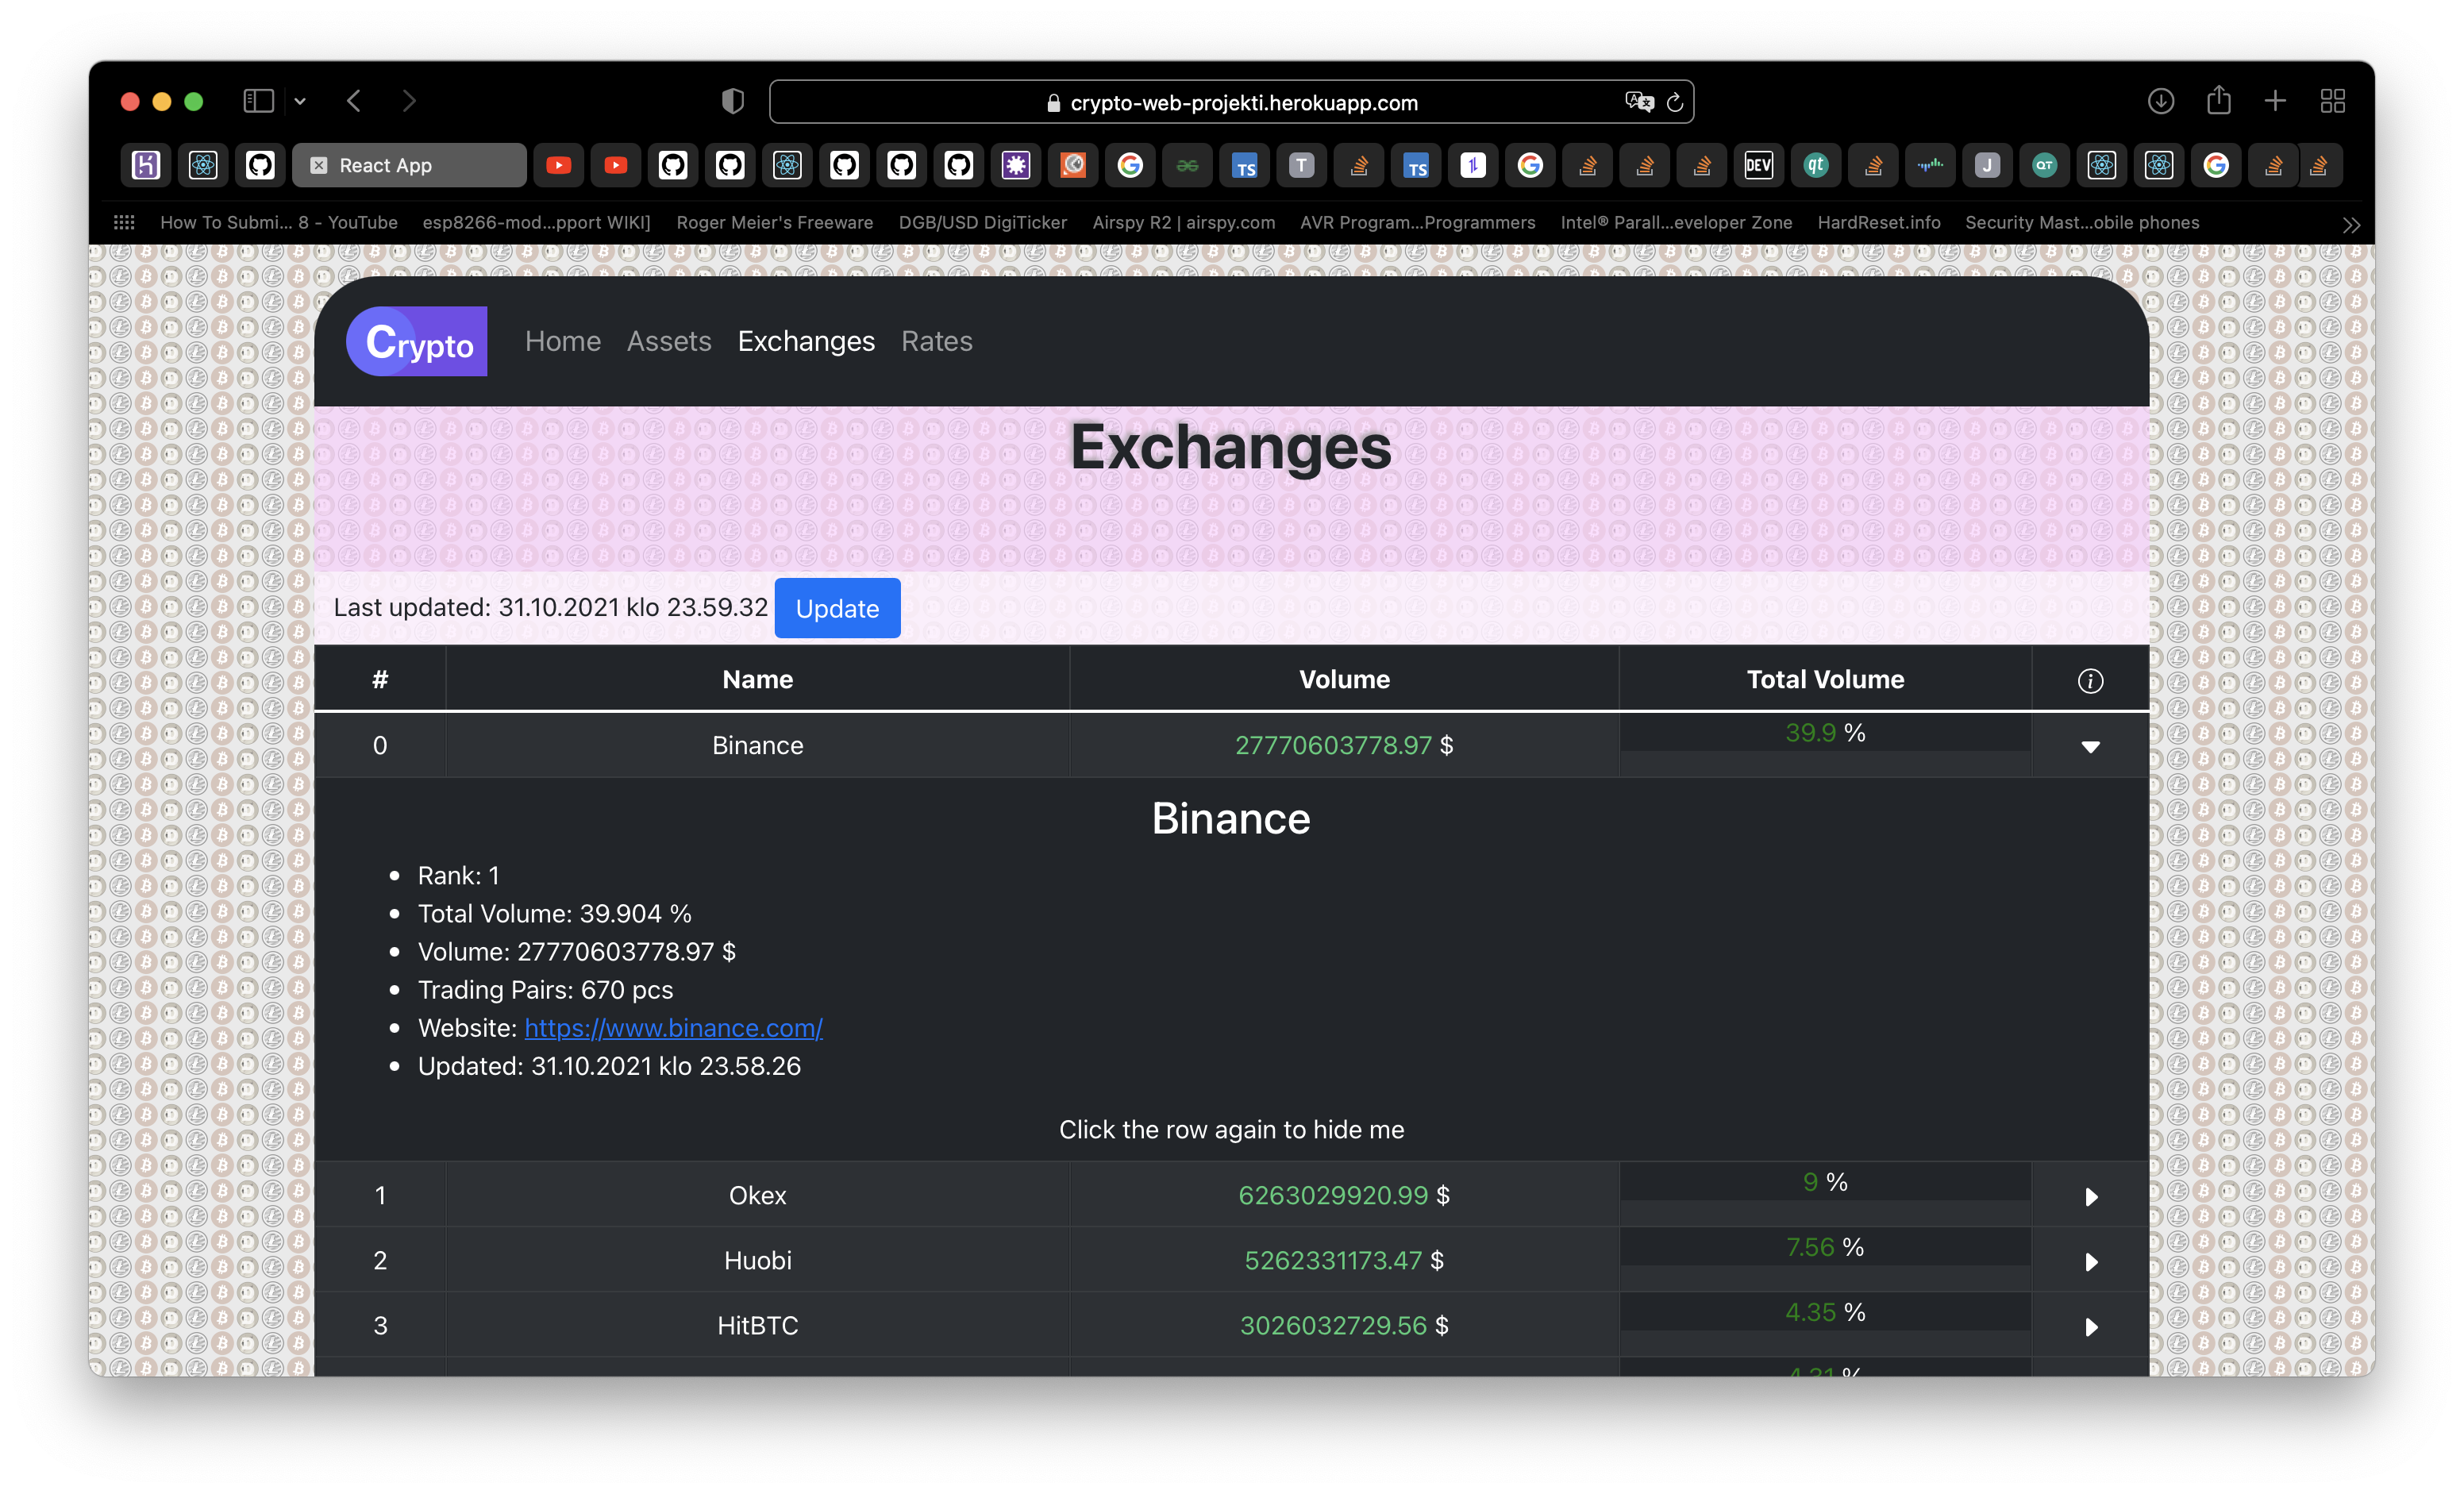 crypto-web-projekti.herokuapp.com
React App
How To Submi... 8 - YouTube esp8266-mod...pport WIKI] Roger Meier's Freeware DGB/USD DigiTicker Airspy R2 | airspy.com AVR Program...Programmers Intel® Parall...eveloper Zone HardReset.info Security Mast...obile phones
Crypto Home Assets Exchanges Rates
Exchanges
Last updated: 31.10.2021 klo 23.59.32 Update
# Name Volume Total Volume
0 Binance 27770603778.97 $ 39.9 %
Binance
• Rank: 1
• Total Volume: 39.904 %
• Volume: 27770603778.97 $
• Trading Pairs: 670 pcs
• Website: https://www.binance.com/
• Updated: 31.10.2021 klo 23.58.26
Click the row again to hide me
1 Okex 6263029920.99 $ 9 %
2 Huobi 5262331173.47 $ 7.56 %
3 HitBTC 3026032729.56 $ 4.35 %